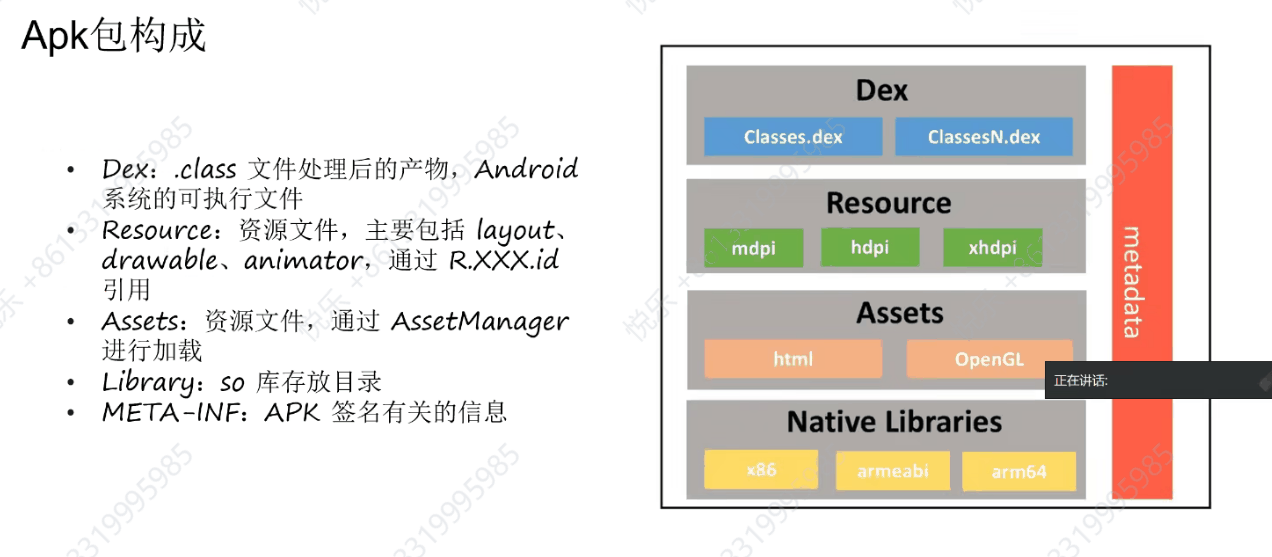 Apk包构成
• Dex：.class 文件处理后的产物，Android
系统的可执行文件
• Resource：资源文件，主要包括 layout、
drawable、animator，通过 R.XXX.id
引用
• Assets：资源文件，通过 AssetManager
进行加载
• Library：so 库存放目录
• META-INF：APK 签名有关的信息
Dex
Classes.dex ClassesN.dex
Resource
mdpi hdpi xhdpi
Assets
html OpenGL
Native Libraries
x86 armeabi arm64
metadata
正在讲话: